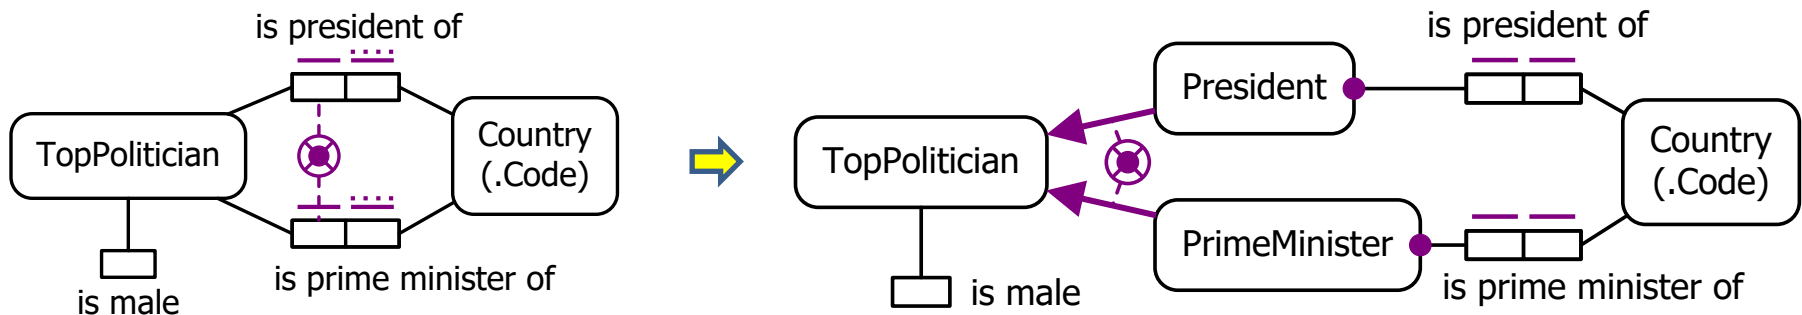 is president of
TopPolitician
Country
(.Code)
is prime minister of
is male
is president of
President
TopPolitician
Country
(.Code)
PrimeMinister
is male
is prime minister of